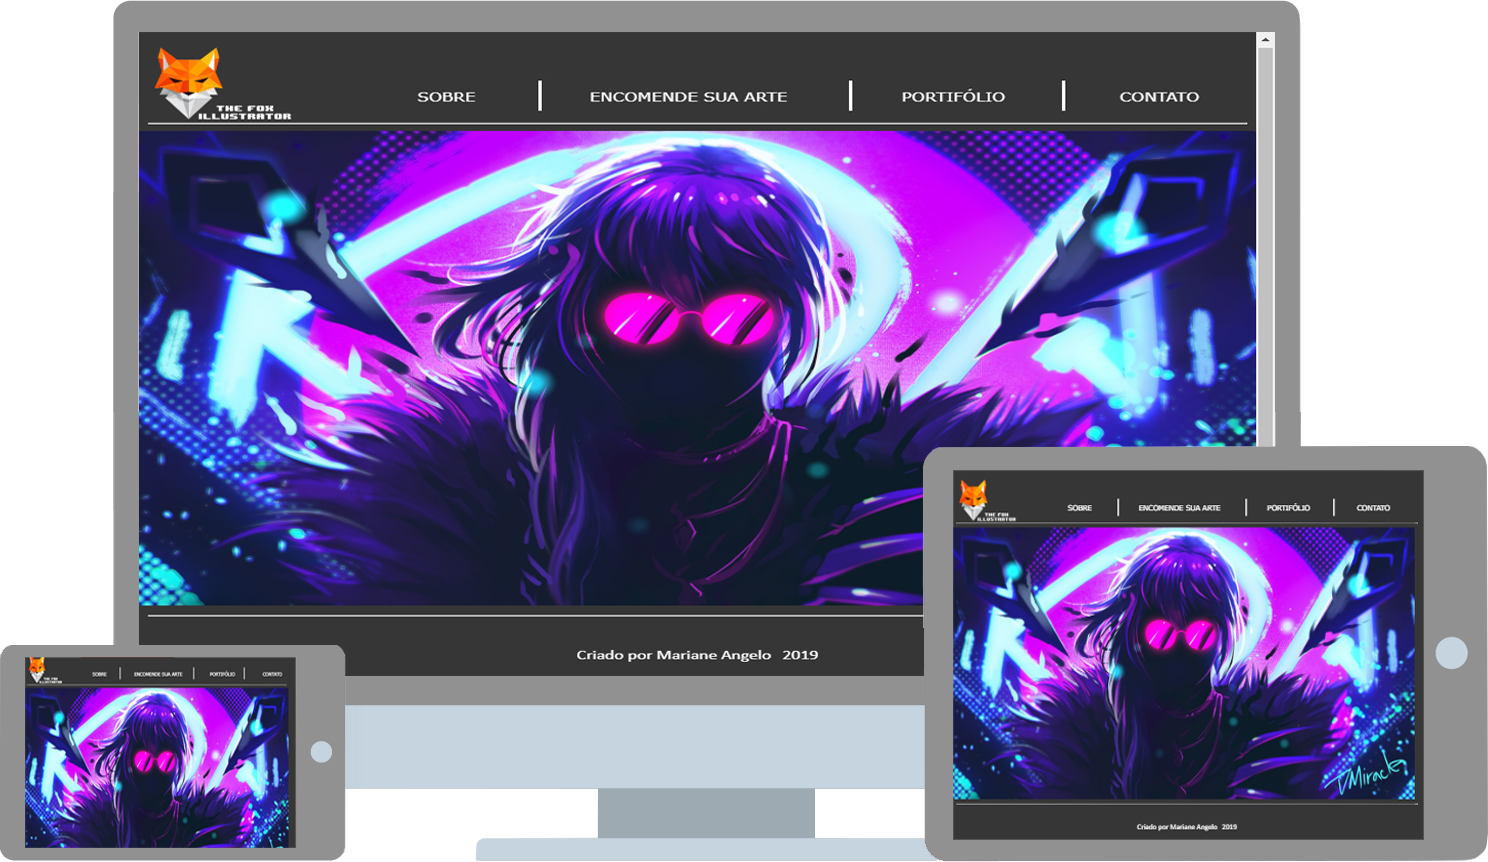 THE FOX
ILLUSTRATOR
SOBRE
ENCOMENDE SUA ARTE
PORTIFÓLIO
CONTATO
Criado por Mariane Angelo 2019
THE FOX
ILLUSTRATOR
SOBRE
ENCOMENDE SUA ARTE
PORTIFÓLIO
CONTATO
DMiracle
Criado por Mariane Angelo 2019
THE FOX
ILLUSTRATOR
SOBRE
ENCOMENDE SUA ARTE
PORTIFÓLIO
CONTATO